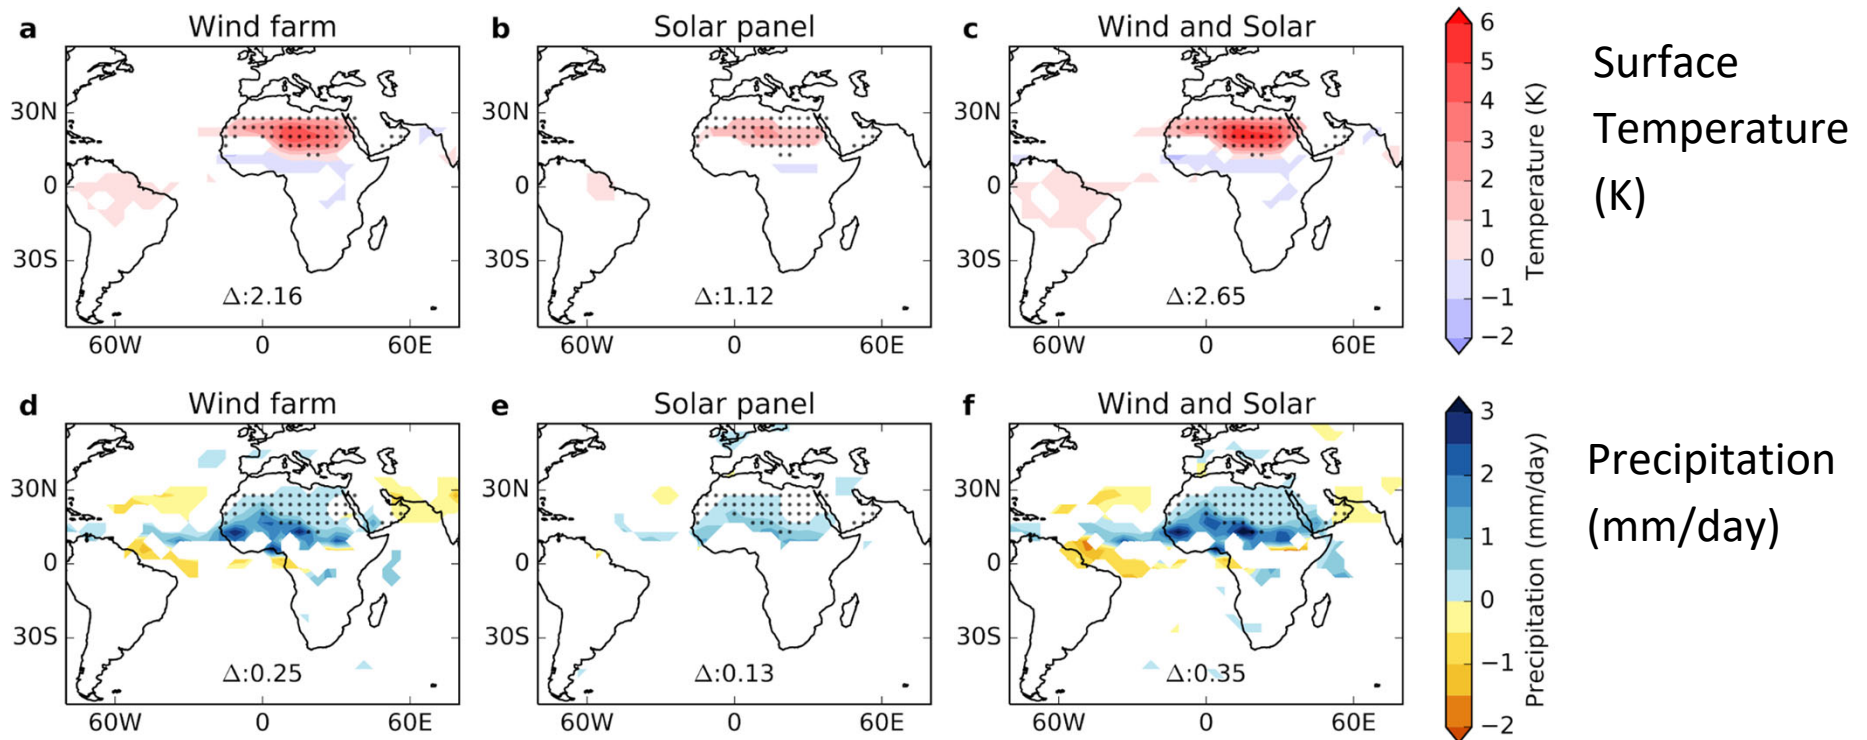 a Wind farm
b Solar panel
c Wind and Solar
30N
0
30S
Δ:2.16
60W 0 60E
30N
0
30S
Δ:1.12
60W 0 60E
30N
0
30S
Δ:2.65
60W 0 60E
6
5
4
3
2
1
0
−1
−2
Temperature (K)
Surface
Temperature
(K)
d Wind farm
e Solar panel
f Wind and Solar
30N
0
30S
Δ:0.25
60W 0 60E
30N
0
30S
Δ:0.13
60W 0 60E
30N
0
30S
Δ:0.35
60W 0 60E
3
2
1
0
−1
−2
Precipitation (mm/day)
Precipitation
(mm/day)